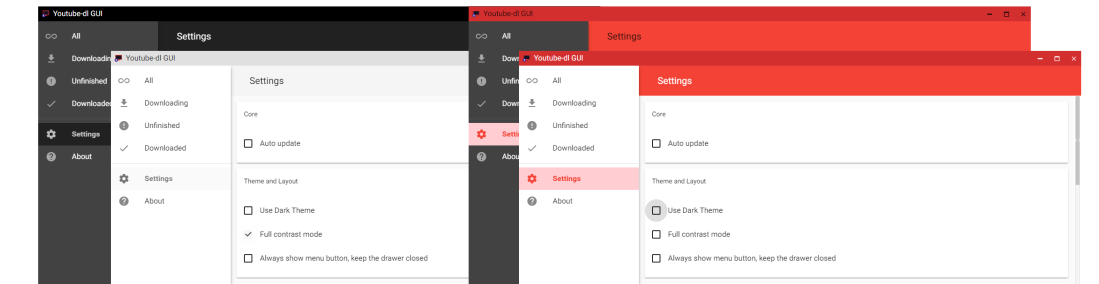 Youtube-dl GUI
All
Settings
Downloadin
Unfinished
Downloaded
Settings
About
Youtube-dl GUI
All
Settings
Downloading
Unfinished
Downloaded
Settings
About
Core
Auto update
Theme and Layout
Use Dark Theme
Full contrast mode
Always show menu button, keep the drawer closed
Youtube-dl GUI
All
Settings
Down
Unfin
Down
Setti
Abou
Youtube-dl GUI
All
Settings
Downloading
Unfinished
Downloaded
Settings
About
Core
Auto update
Theme and Layout
Use Dark Theme
Full contrast mode
Always show menu button, keep the drawer closed